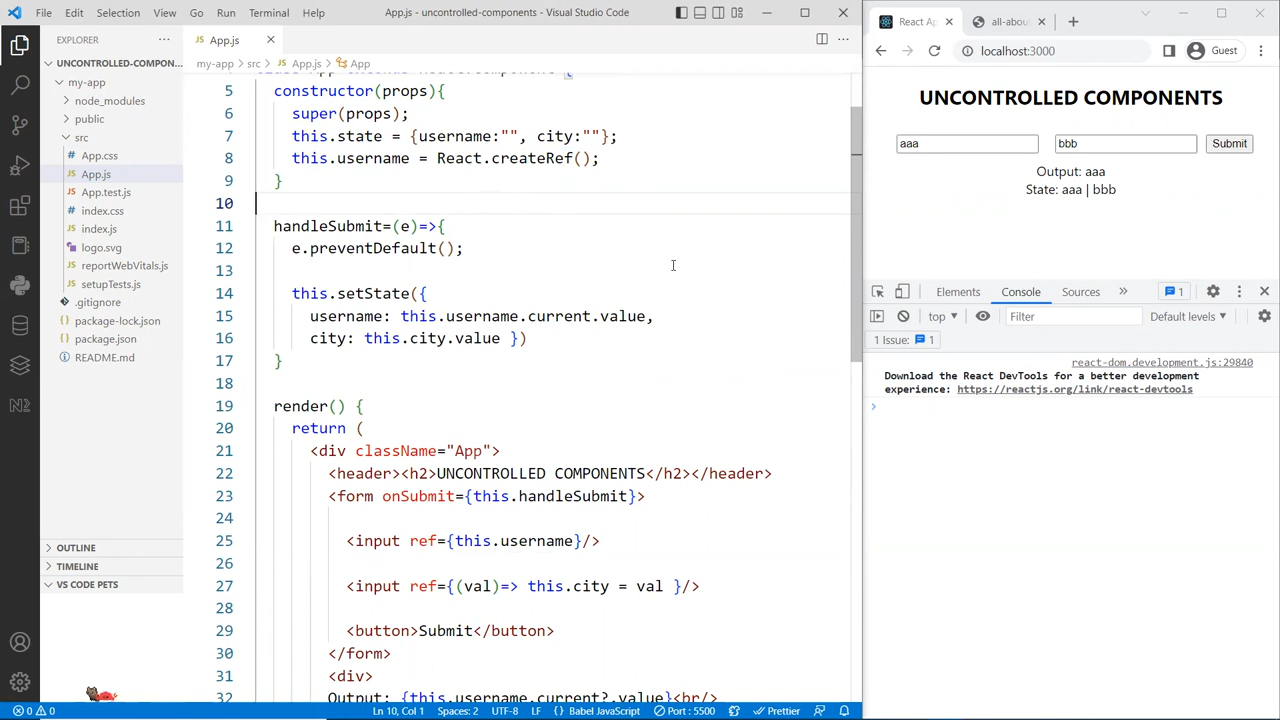 File Edit Selection View Go Run Terminal Help
App.js - uncontrolled-components - Visual Studio Code
EXPLORER
UNCONTROLLED-COMPON...
my-app
node_modules
public
src
App.css
App.js
App.test.js
index.css
index.js
logo.svg
reportWebVitals.js
setupTests.js
.gitignore
package-lock.json
package.json
README.md
OUTLINE
TIMELINE
VS CODE PETS
App.js
my-app > src > App.js > App
5 constructor(props){
6 super(props);
7 this.state = {username:"", city:""};
8 this.username = React.createRef();
9 }
10
11 handleSubmit=(e)=>{
12 e.preventDefault();
13
14 this.setState({
15 username: this.username.current.value,
16 city: this.city.value })
17 }
18
19 render() {
20 return (
21 <div className="App">
22 <header><h2>UNCONTROLLED COMPONENTS</h2></header>
23 <form onSubmit={this.handleSubmit}>
24
25 <input ref={this.username}/>
26
27 <input ref={(val)=> this.city = val }/>
28
29 <button>Submit</button>
30 </form>
31 <div>
32 Output: {this.username.current?.value}<br/>
0 0 Ln 10, Col 1 Spaces: 2 UTF-8 LF {} Babel JavaScript Port : 5500 Prettier
React Ap
all-abou
localhost:3000
Guest
UNCONTROLLED COMPONENTS
aaa bbb Submit
Output: aaa
State: aaa | bbb
Elements Console Sources 1
top Filter Default levels
1 Issue: 1
react-dom.development.js:29840
Download the React DevTools for a better development
experience: https://reactjs.org/link/react-devtools